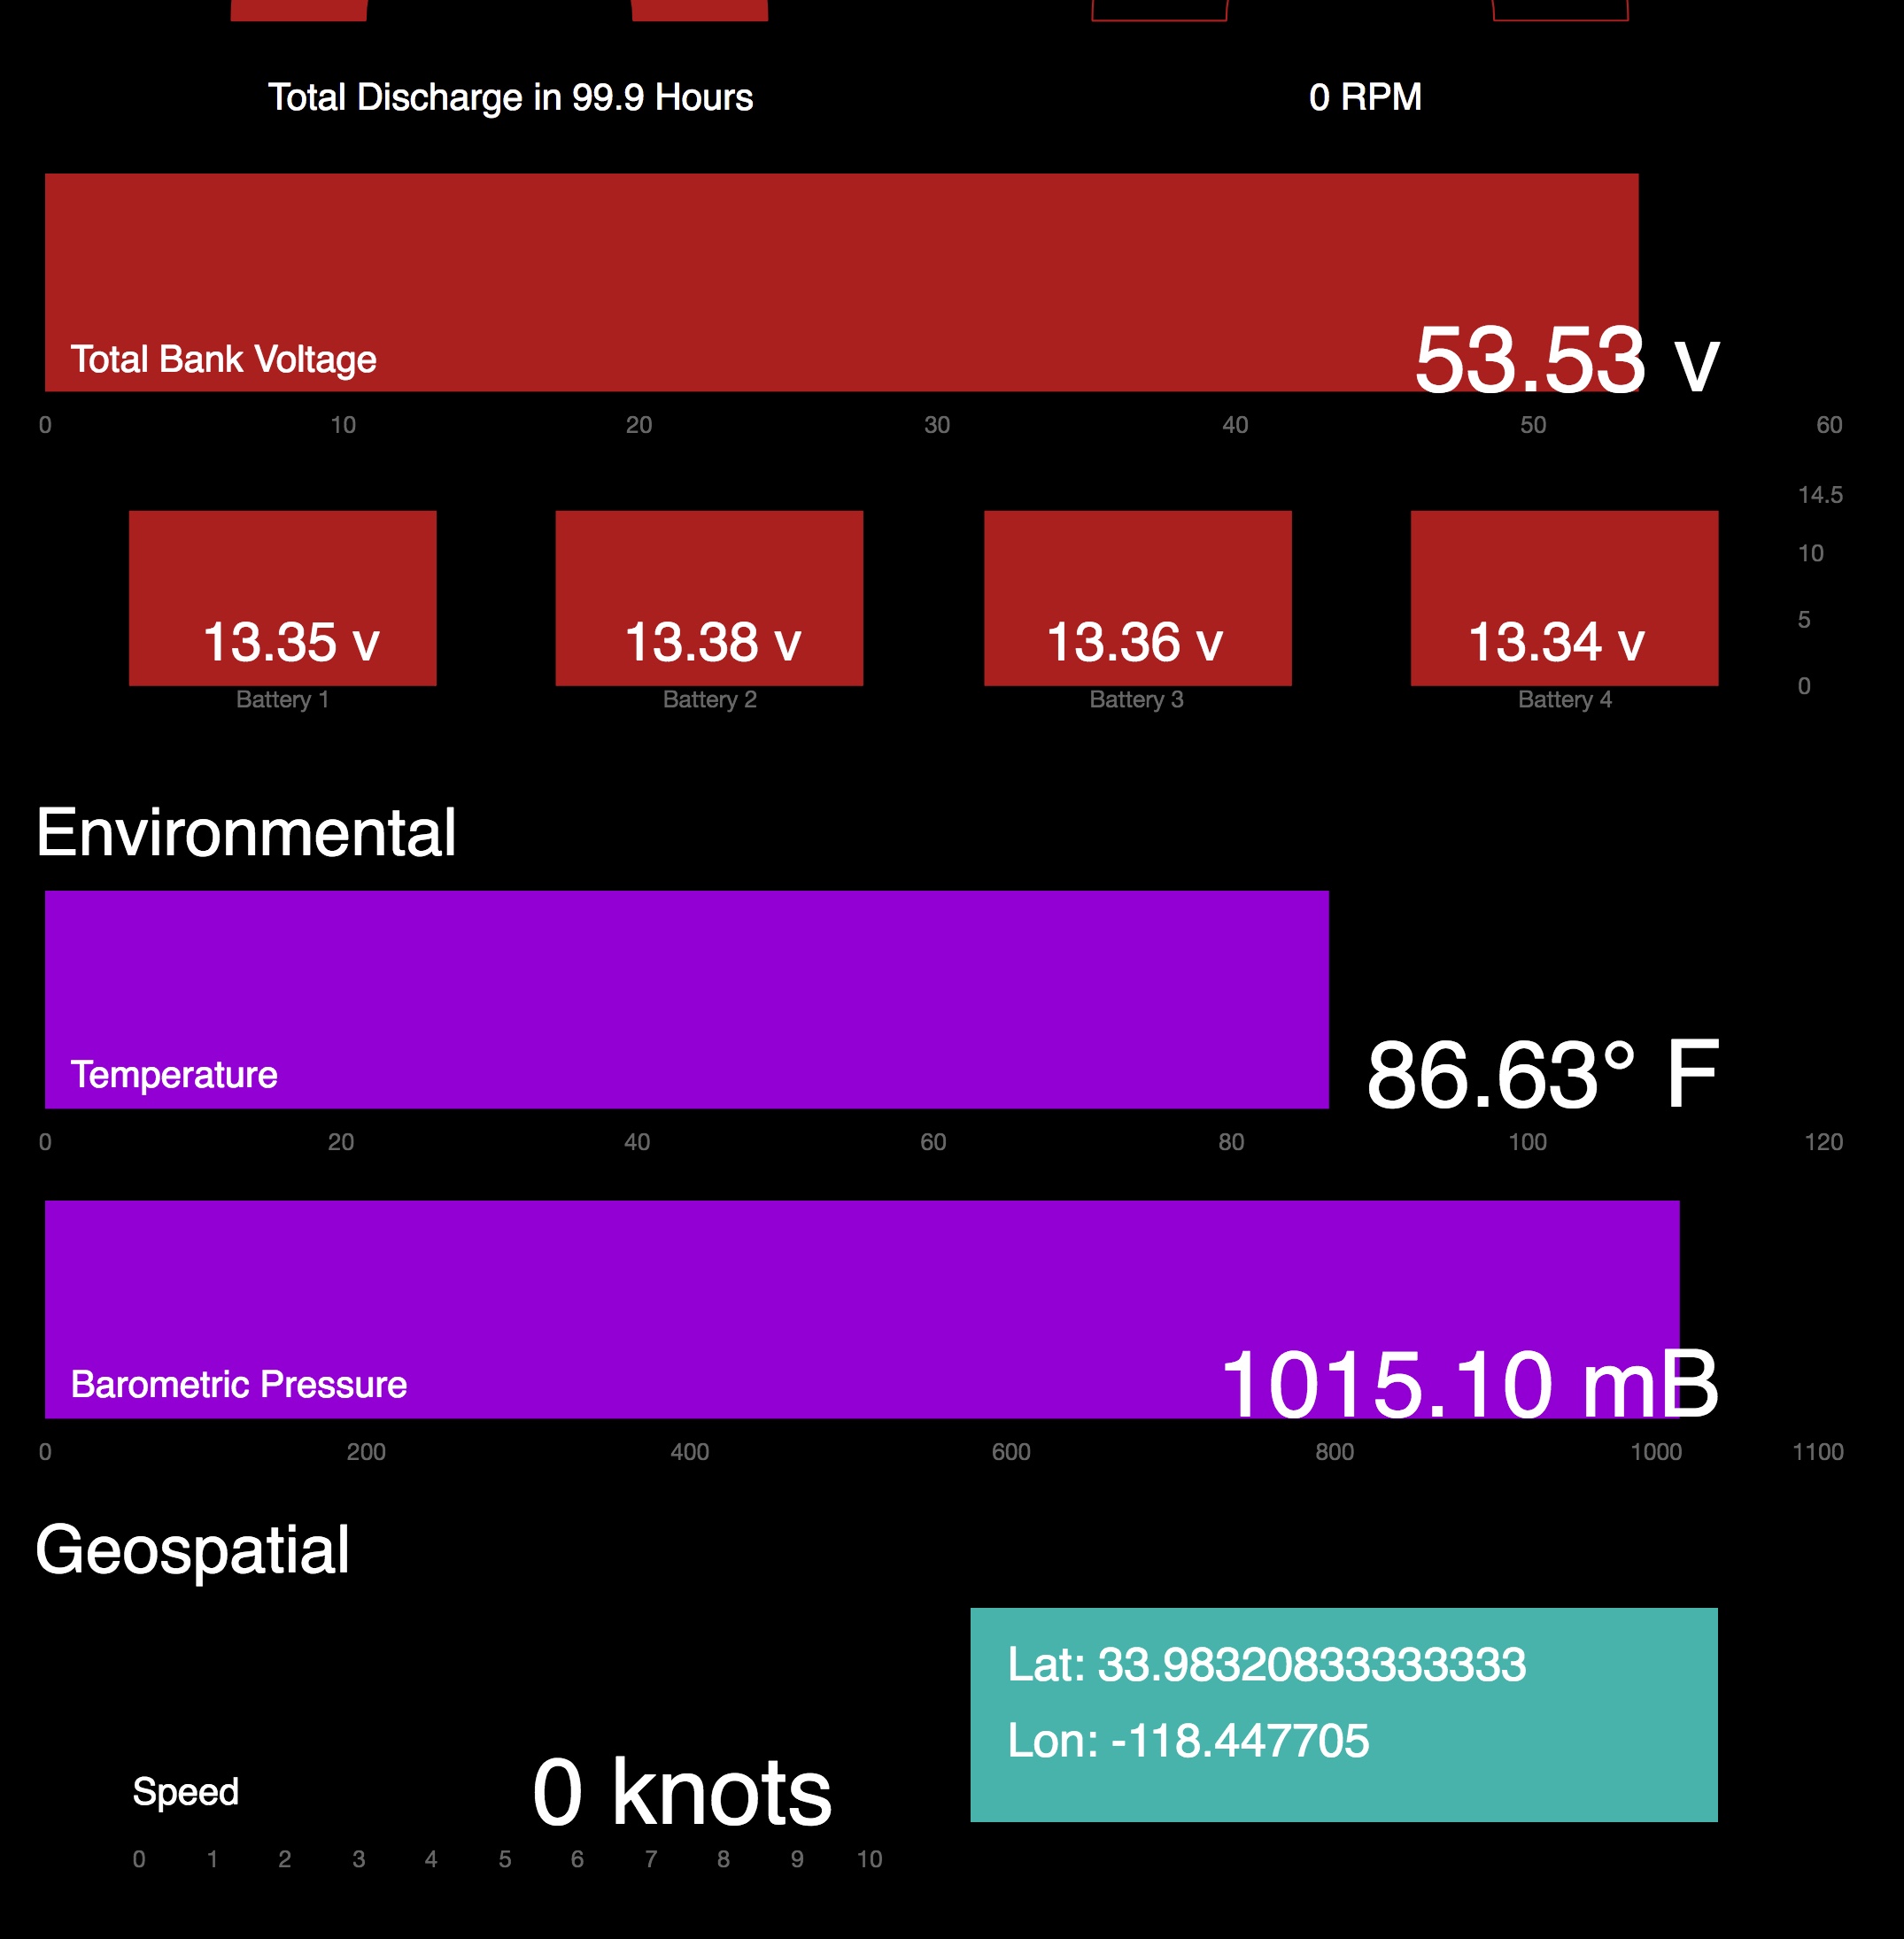 Total Discharge in 99.9 Hours
0 RPM
Total Bank Voltage
53.53 v
0 10 20 30 40 50 60
14.5
10
5
0
13.35 v
13.38 v
13.36 v
13.34 v
Battery 1
Battery 2
Battery 3
Battery 4
Environmental
Temperature
86.63° F
0 20 40 60 80 100 120
Barometric Pressure
1015.10 mB
0 200 400 600 800 1000 1100
Geospatial
Speed
0 knots
0 1 2 3 4 5 6 7 8 9 10
Lat: 33.983208333333333
Lon: -118.447705